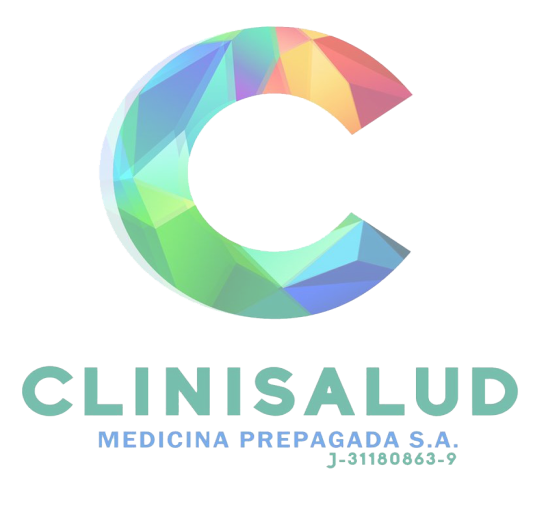 CLINISALUD
MEDICINA PREPAGADA S.A.
J-31180863-9